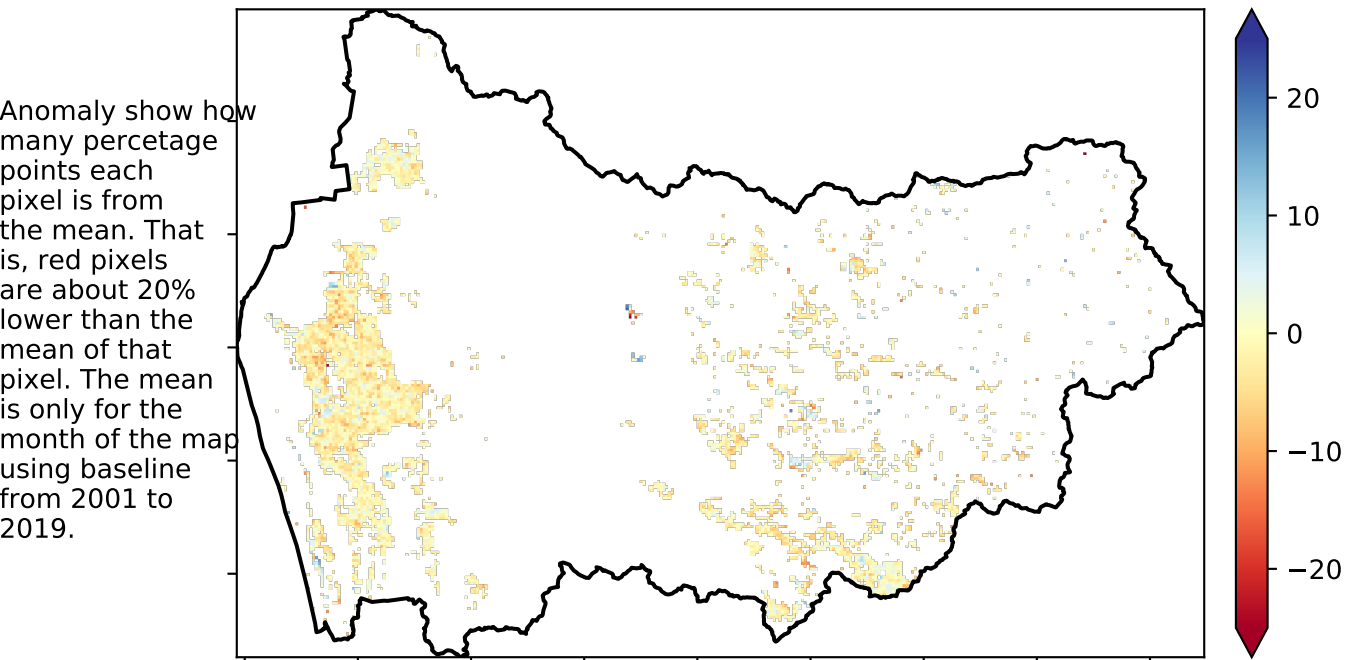 Anomaly show how
many percetage
points each
pixel is from
the mean. That
is, red pixels
are about 20%
lower than the
mean of that
pixel. The mean
is only for the
month of the map
using baseline
from 2001 to
2019.
20
10
0
−10
−20